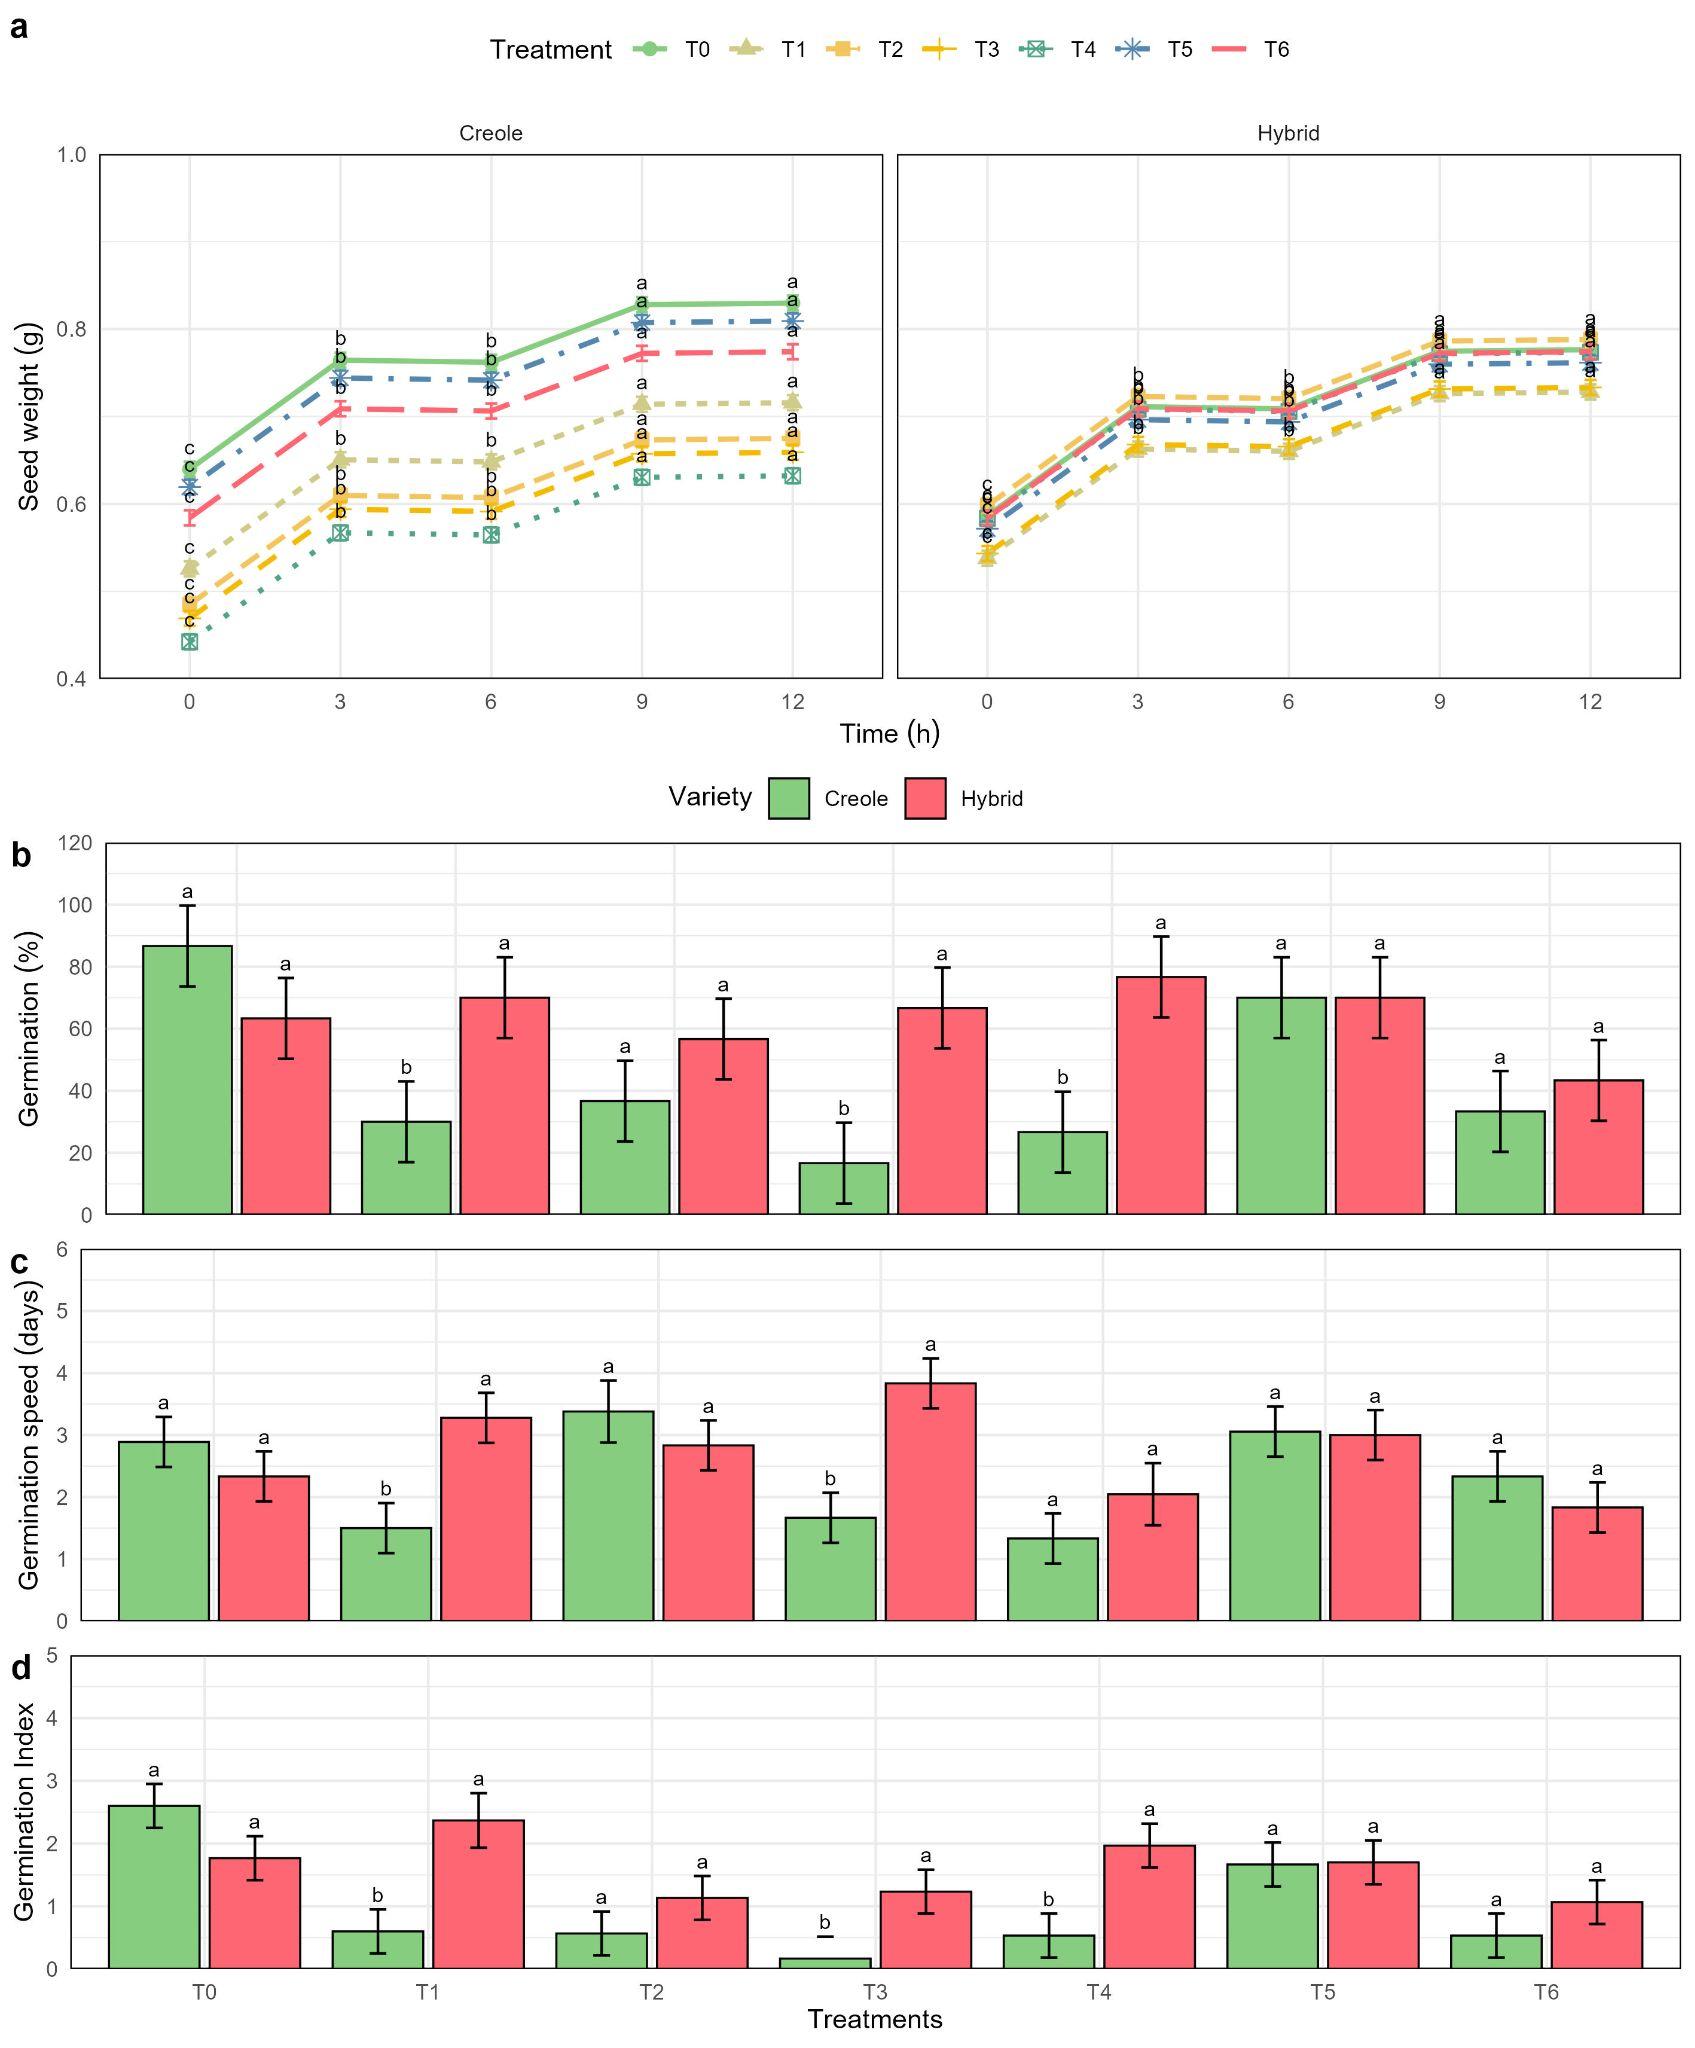 a
Treatment T0 T1 T2 T3 T4 T5 T6
Creole Hybrid
1.0
0.8
0.6
0.4
Seed weight (g)
c c c c c c c
b b b b b b b
b b b b b b b
a a a a a a a
a a a a a a a
0 3 6 9 12 0 3 6 9 12
Time (h)
Variety Creole Hybrid
b
120
100
80
60
40
20
0
Germination (%)
a a b a a a b a b a a a a a
c
6
5
4
3
2
1
0
Germination speed (days)
a a b a a a b a a a a a a a
d
5
4
3
2
1
0
Germination Index
a a b a a a b a b a a a a a
T0 T1 T2 T3 T4 T5 T6
Treatments